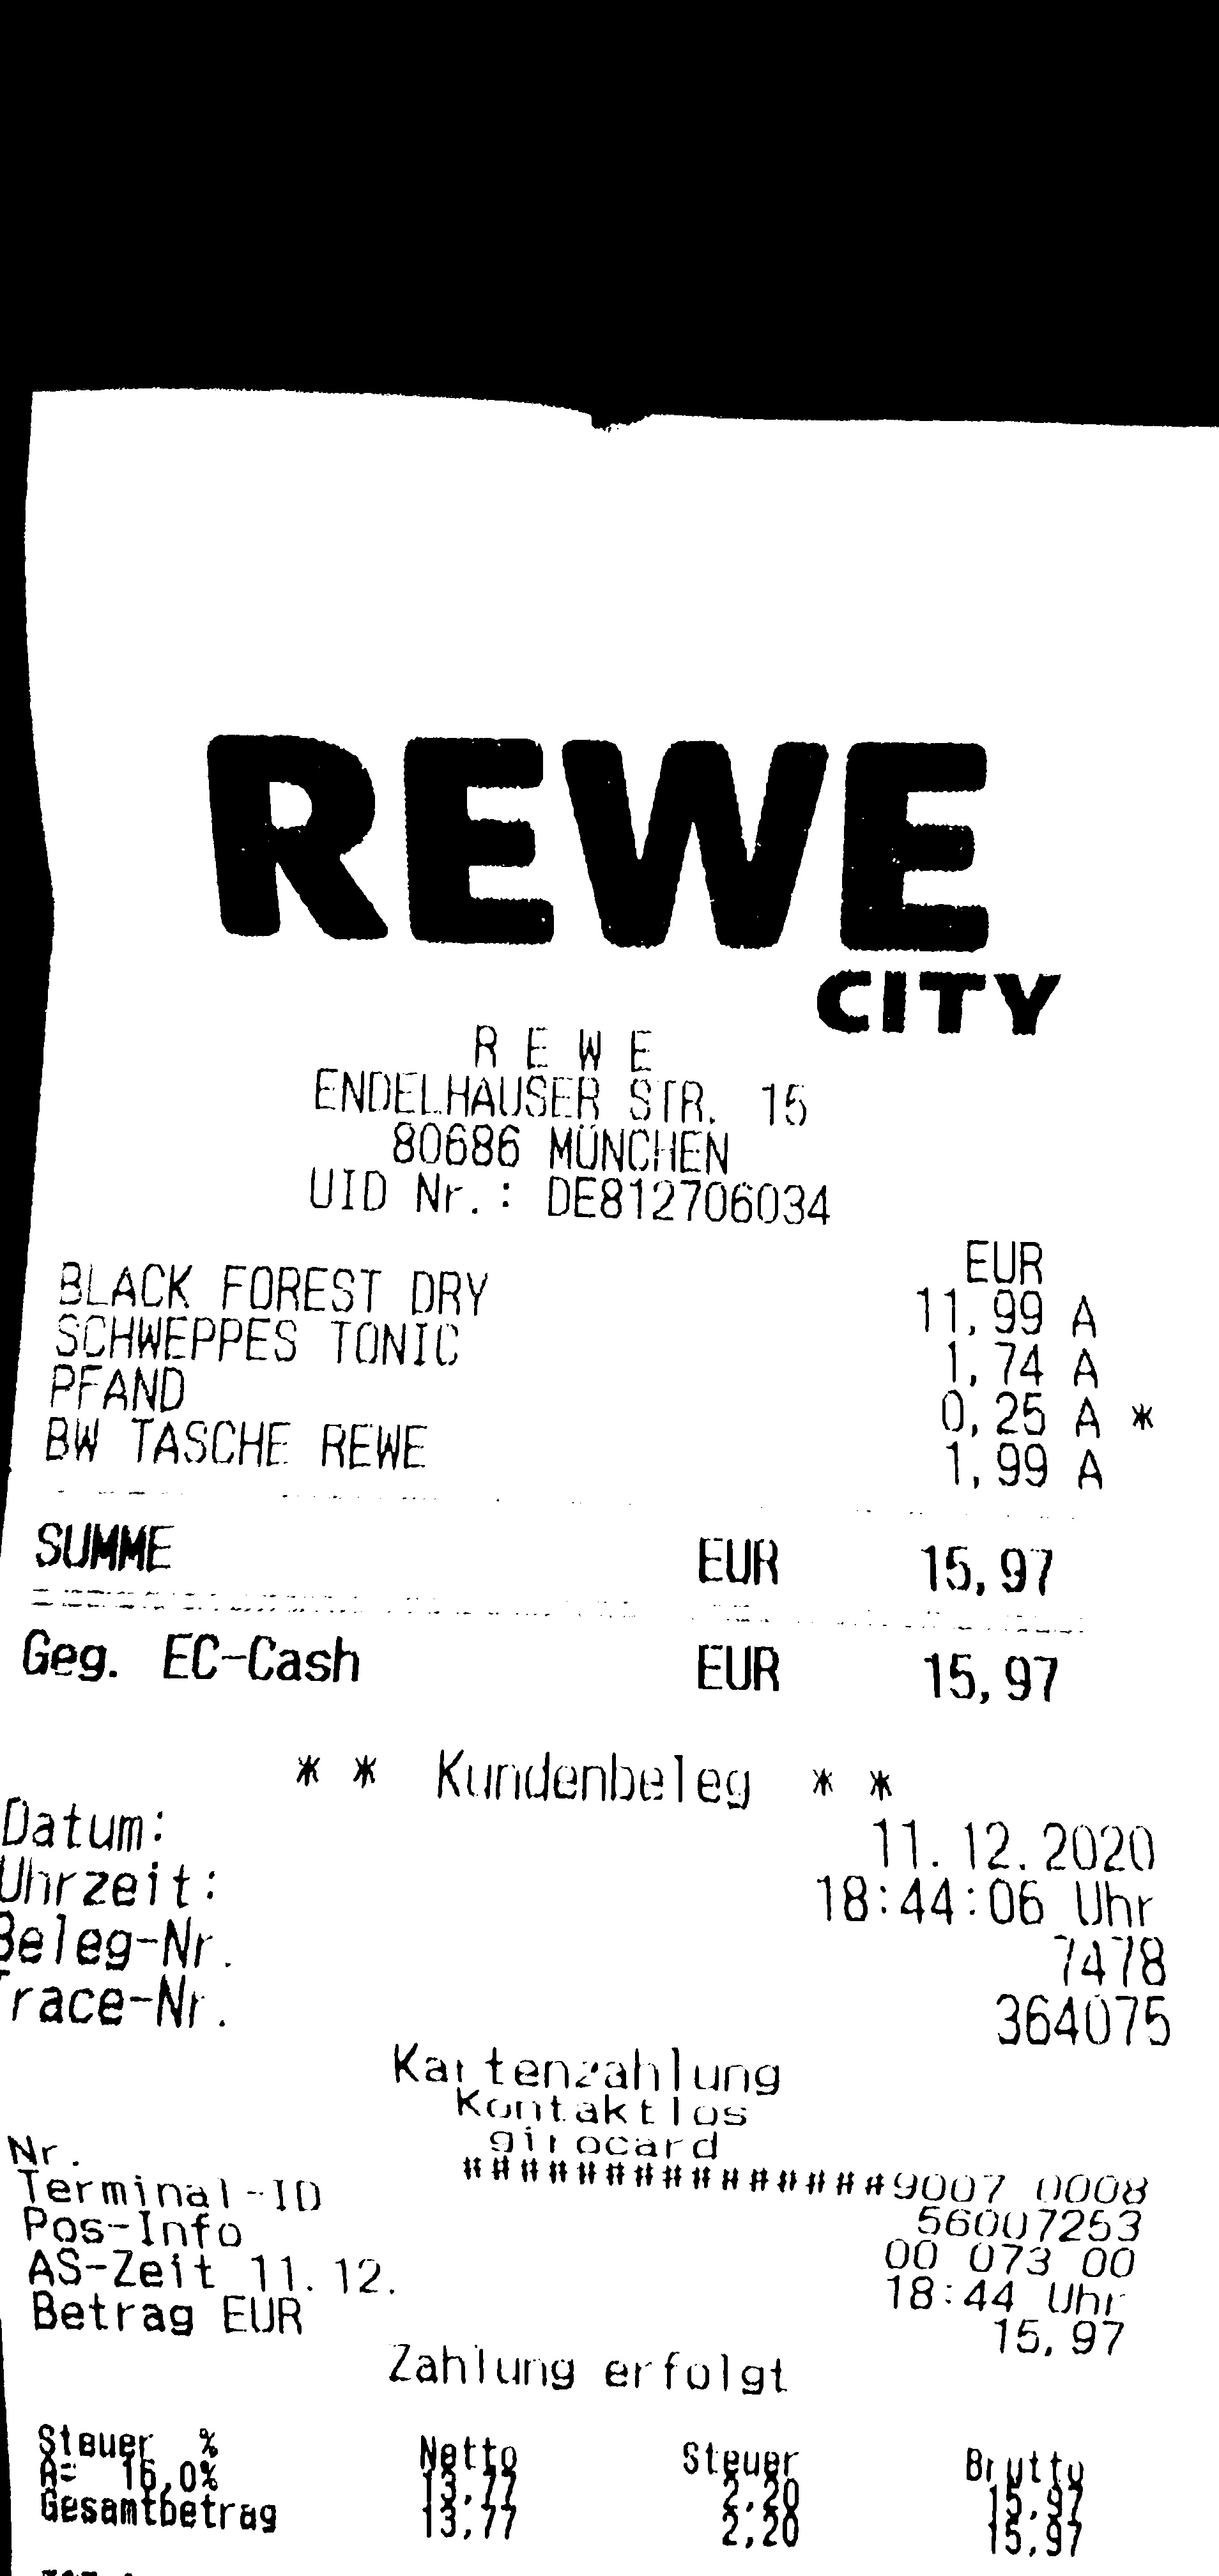 REWE
CITY
R E W E
ENDELHAUSER STR. 15
80686 MÜNCHEN
UID Nr.: DE812706034
EUR
BLACK FOREST DRY 11,99 A
SCHWEPPES TONIC 1,74 A
PFAND 0,25 A *
BW TASCHE REWE 1,99 A
SUMME EUR 15,97
Geg. EC-Cash EUR 15,97
* * Kundenbeleg * *
Datum: 11.12.2020
Uhrzeit: 18:44:06 Uhr
Beleg-Nr. 7478
Trace-Nr. 364075
Kartenzahlung
Kontaktlos
girocard
Nr. ###############9007 0008
Terminal-ID 56007253
Pos-Info 00 073 00
AS-Zeit 11.12. 18:44 Uhr
Betrag EUR 15,97
Zahlung erfolgt
Steuer % Netto Steuer Brutto
A= 16,0% 13,77 2,20 15,97
Gesamtbetrag 13,77 2,20 15,97